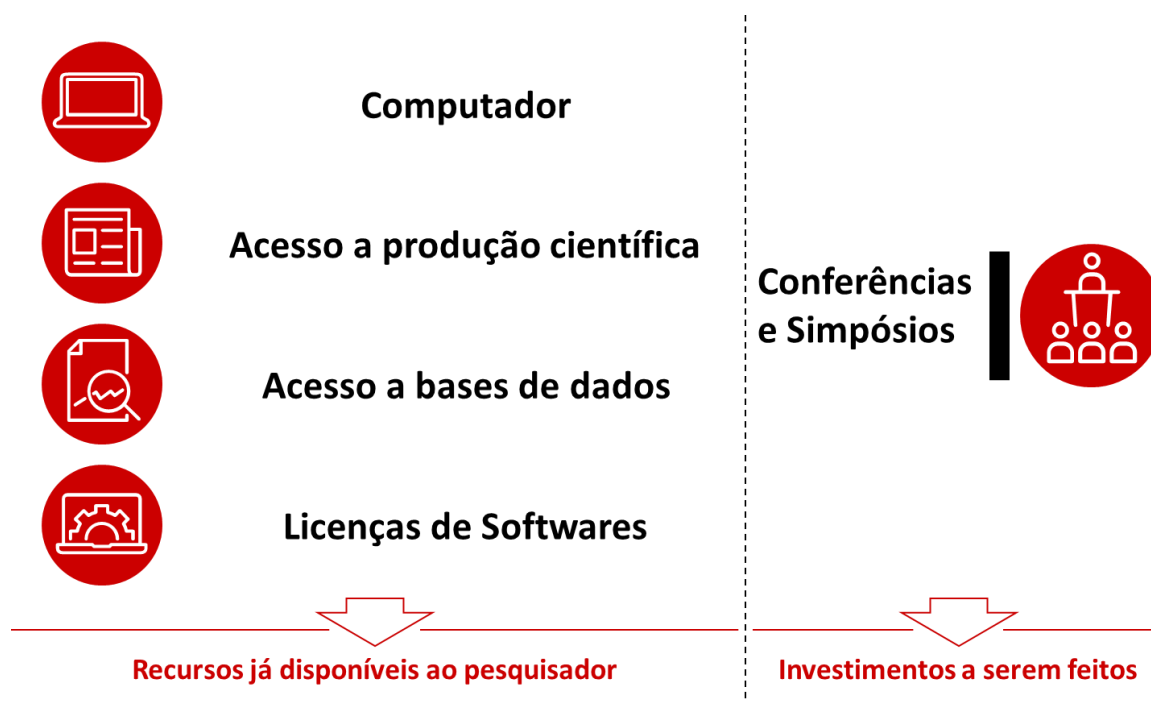 Computador
Acesso a produção científica
Acesso a bases de dados
Licenças de Softwares
Recursos já disponíveis ao pesquisador
Conferências
e Simpósios
Investimentos a serem feitos